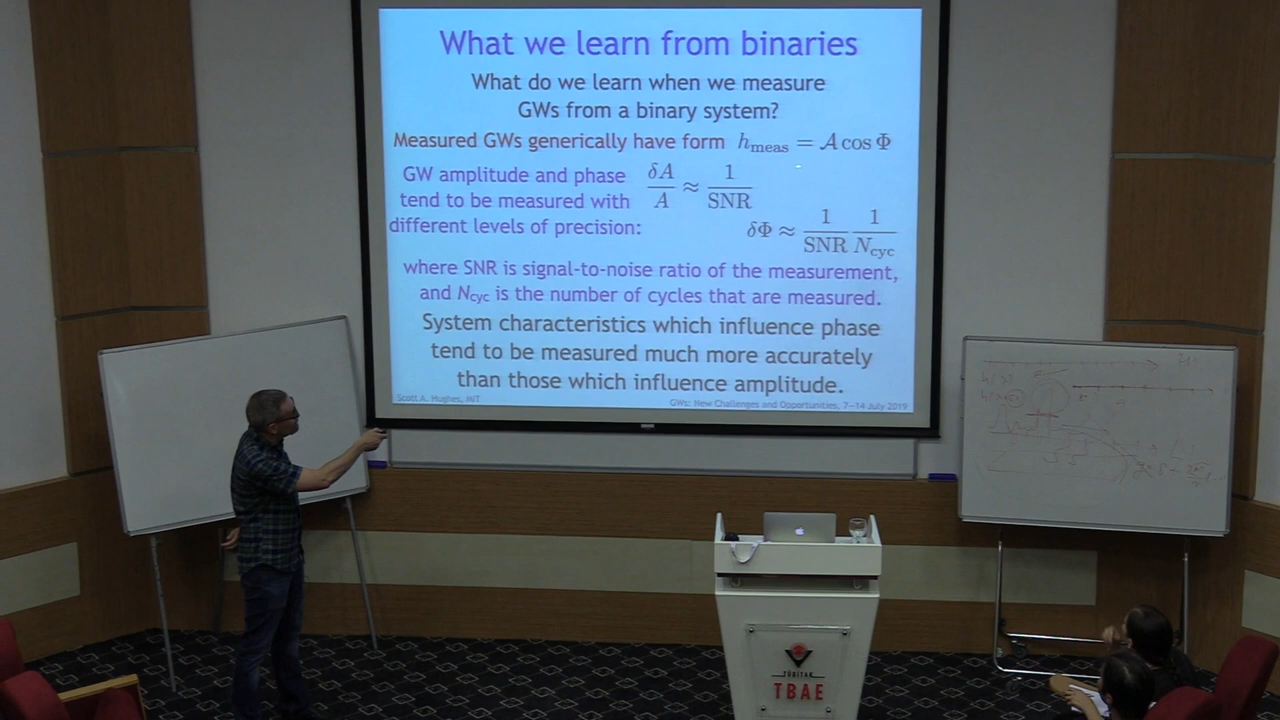 What we learn from binaries
What do we learn when we measure
GWs from a binary system?
Measured GWs generically have form h_meas = A cos Φ
GW amplitude and phase
tend to be measured with
different levels of precision:
δA/A ≈ 1/SNR
δΦ ≈ 1/SNR 1/N_cyc
where SNR is signal-to-noise ratio of the measurement,
and Ncyc is the number of cycles that are measured.
System characteristics which influence phase
tend to be measured much more accurately
than those which influence amplitude.
Scott A. Hughes, MIT
GWs: New Challenges and Opportunities, 7–14 July 2019
TÜBİTAK
TBAE